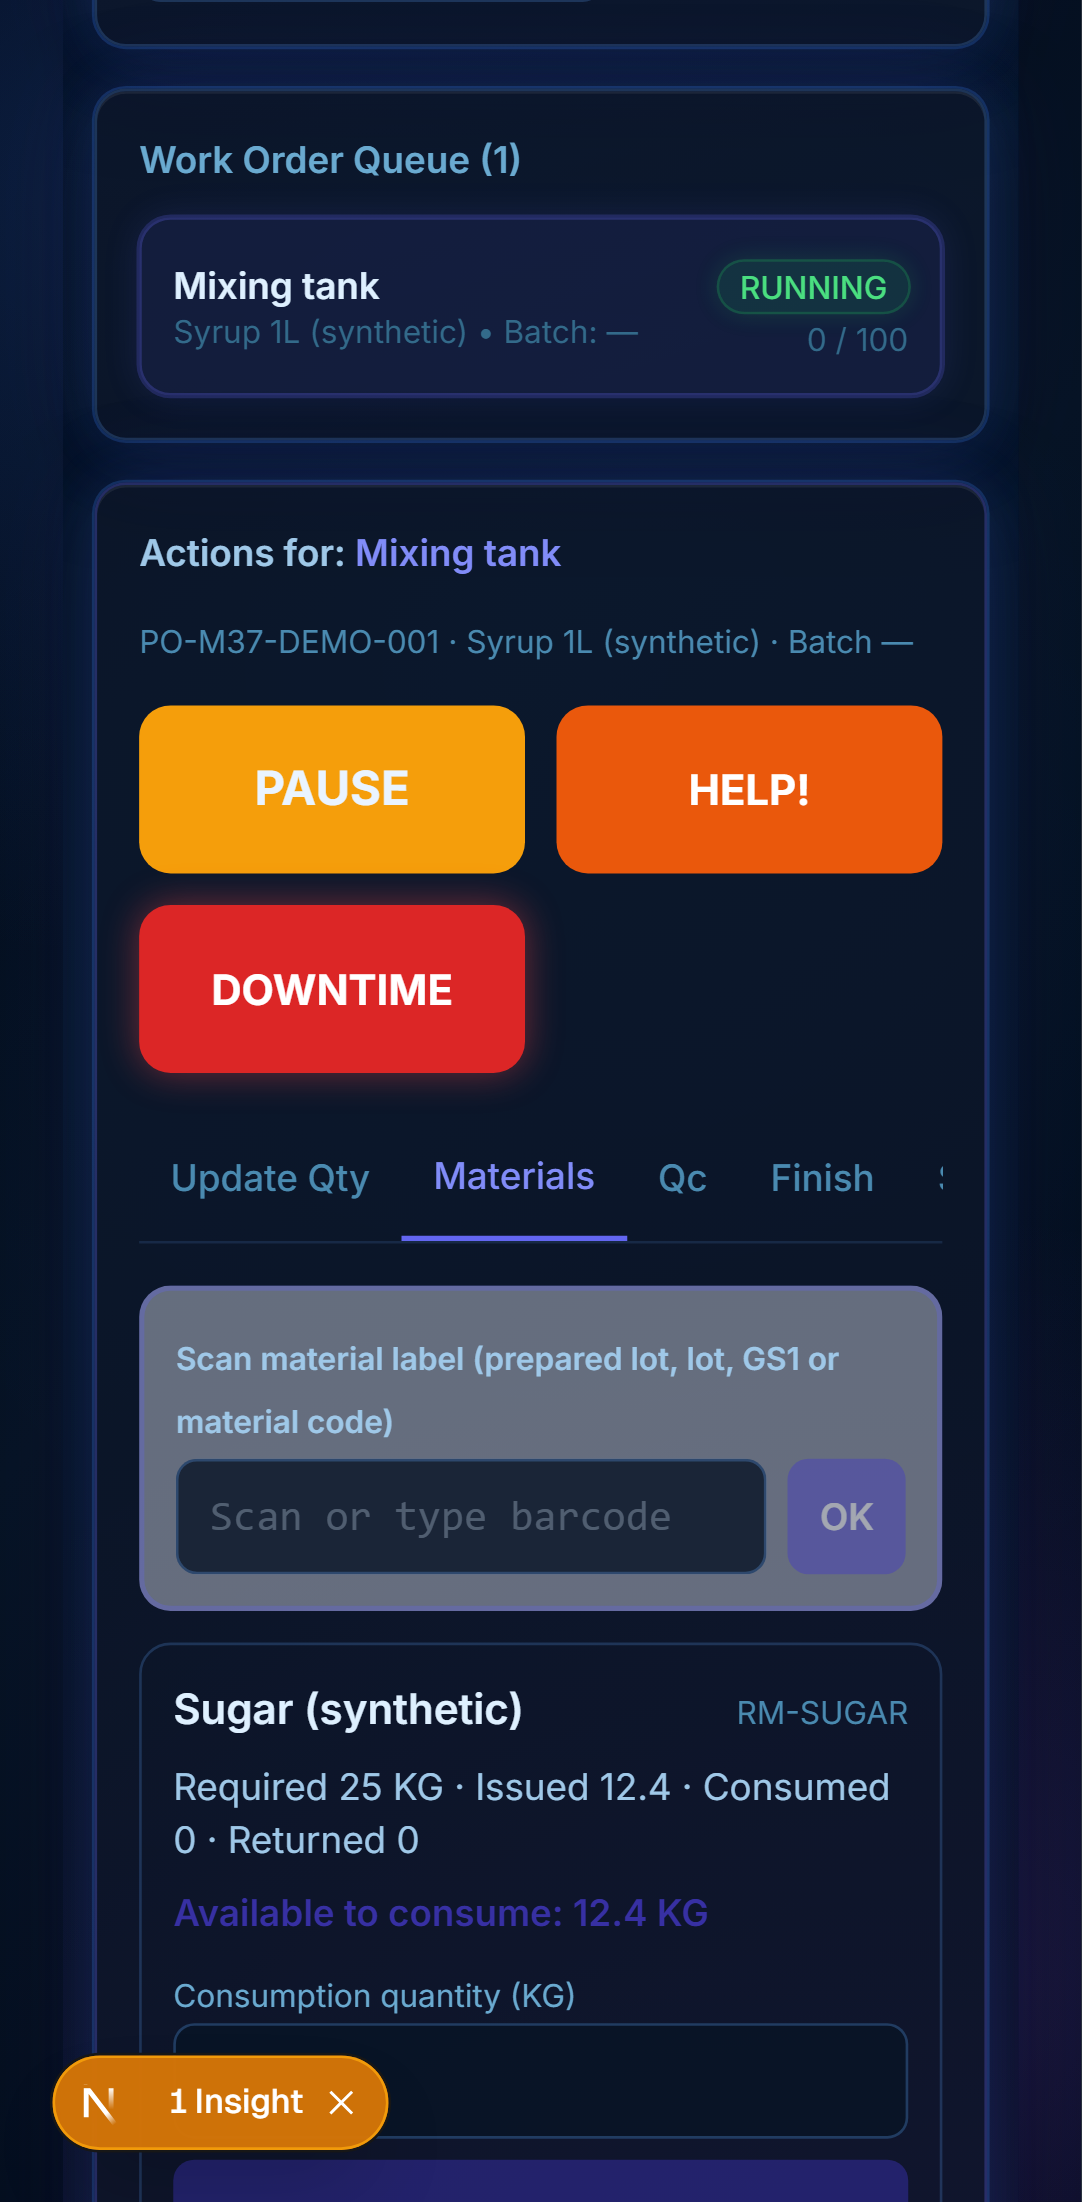 Work Order Queue (1)
Mixing tank
RUNNING
Syrup 1L (synthetic) • Batch: —
0 / 100
Actions for: Mixing tank
PO-M37-DEMO-001 · Syrup 1L (synthetic) · Batch —
PAUSE
HELP!
DOWNTIME
Update Qty
Materials
Qc
Finish
Scan material label (prepared lot, lot, GS1 or
material code)
Scan or type barcode
OK
Sugar (synthetic)
RM-SUGAR
Required 25 KG · Issued 12.4 · Consumed
0 · Returned 0
Available to consume: 12.4 KG
Consumption quantity (KG)
1 Insight